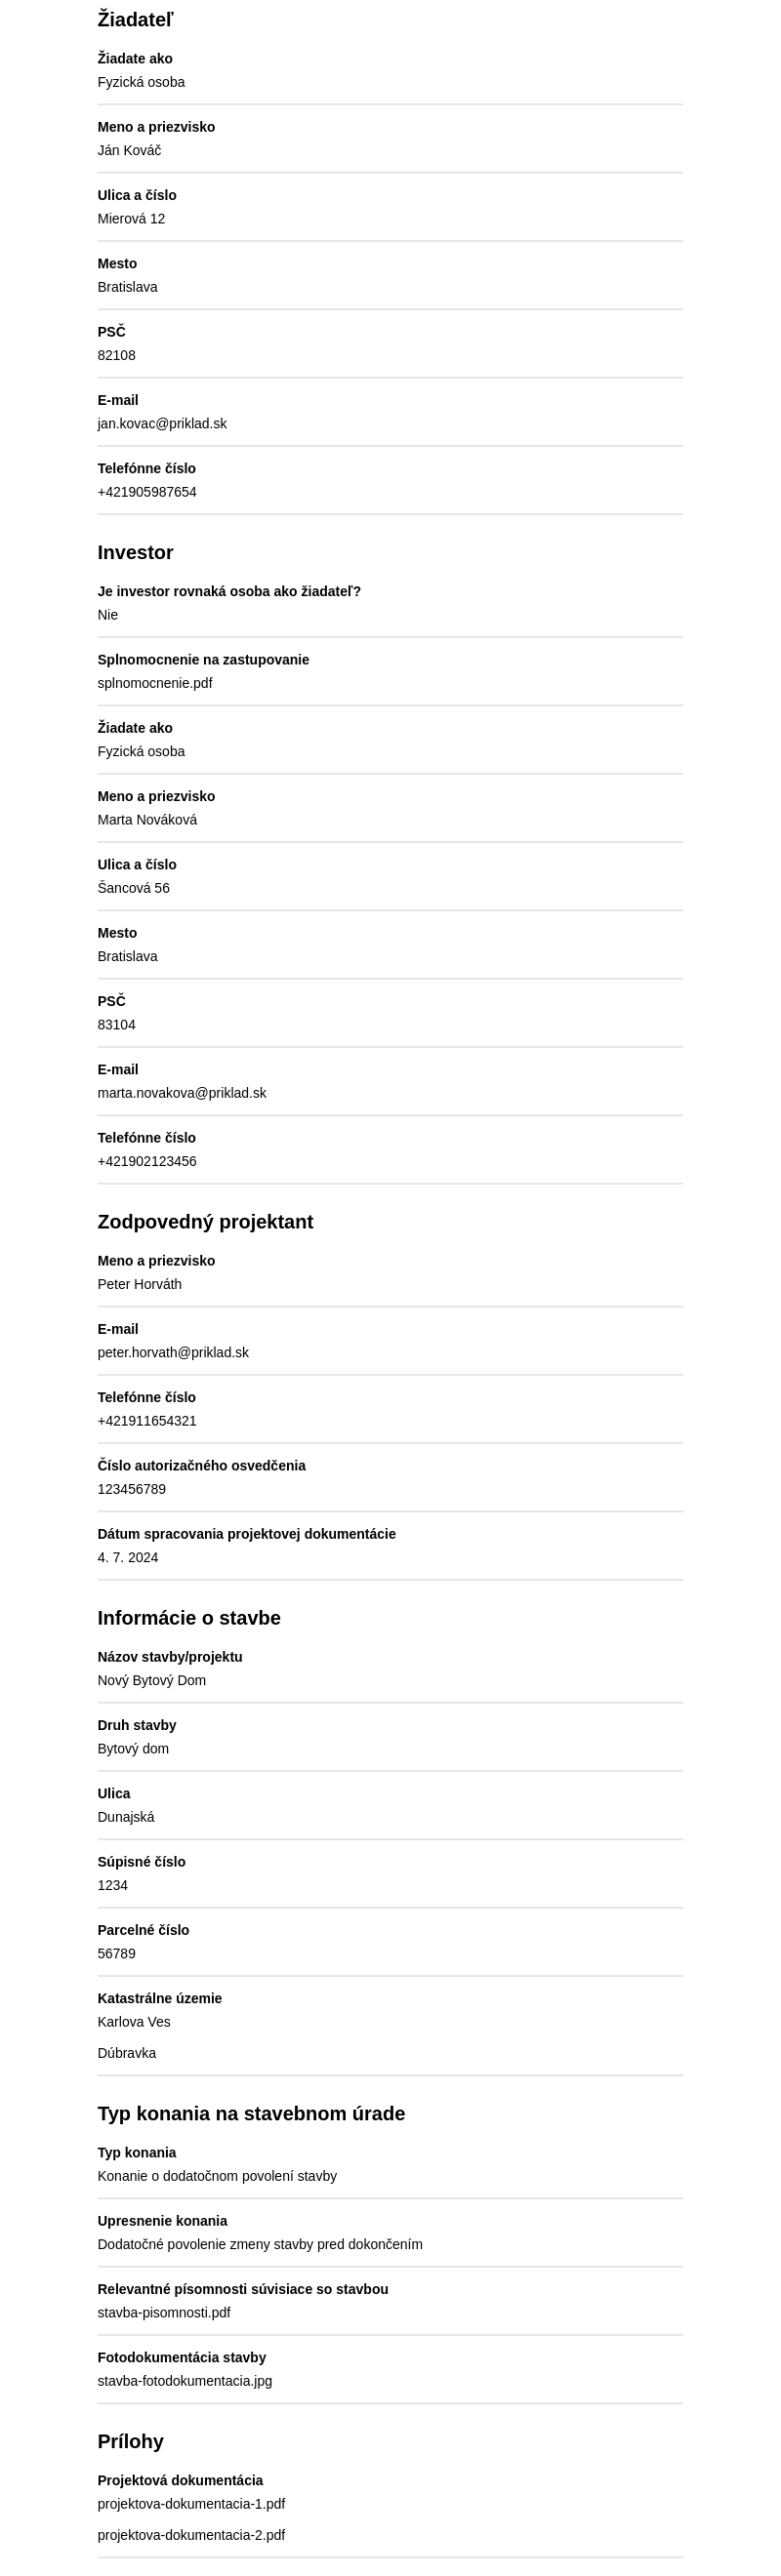 Žiadateľ
Žiadate ako
Fyzická osoba
Meno a priezvisko
Ján Kováč
Ulica a číslo
Mierová 12
Mesto
Bratislava
PSČ
82108
E-mail
jan.kovac@priklad.sk
Telefónne číslo
+421905987654
Investor
Je investor rovnaká osoba ako žiadateľ?
Nie
Splnomocnenie na zastupovanie
splnomocnenie.pdf
Žiadate ako
Fyzická osoba
Meno a priezvisko
Marta Nováková
Ulica a číslo
Šancová 56
Mesto
Bratislava
PSČ
83104
E-mail
marta.novakova@priklad.sk
Telefónne číslo
+421902123456
Zodpovedný projektant
Meno a priezvisko
Peter Horváth
E-mail
peter.horvath@priklad.sk
Telefónne číslo
+421911654321
Číslo autorizačného osvedčenia
123456789
Dátum spracovania projektovej dokumentácie
4. 7. 2024
Informácie o stavbe
Názov stavby/projektu
Nový Bytový Dom
Druh stavby
Bytový dom
Ulica
Dunajská
Súpisné číslo
1234
Parcelné číslo
56789
Katastrálne územie
Karlova Ves
Dúbravka
Typ konania na stavebnom úrade
Typ konania
Konanie o dodatočnom povolení stavby
Upresnenie konania
Dodatočné povolenie zmeny stavby pred dokončením
Relevantné písomnosti súvisiace so stavbou
stavba-pisomnosti.pdf
Fotodokumentácia stavby
stavba-fotodokumentacia.jpg
Prílohy
Projektová dokumentácia
projektova-dokumentacia-1.pdf
projektova-dokumentacia-2.pdf